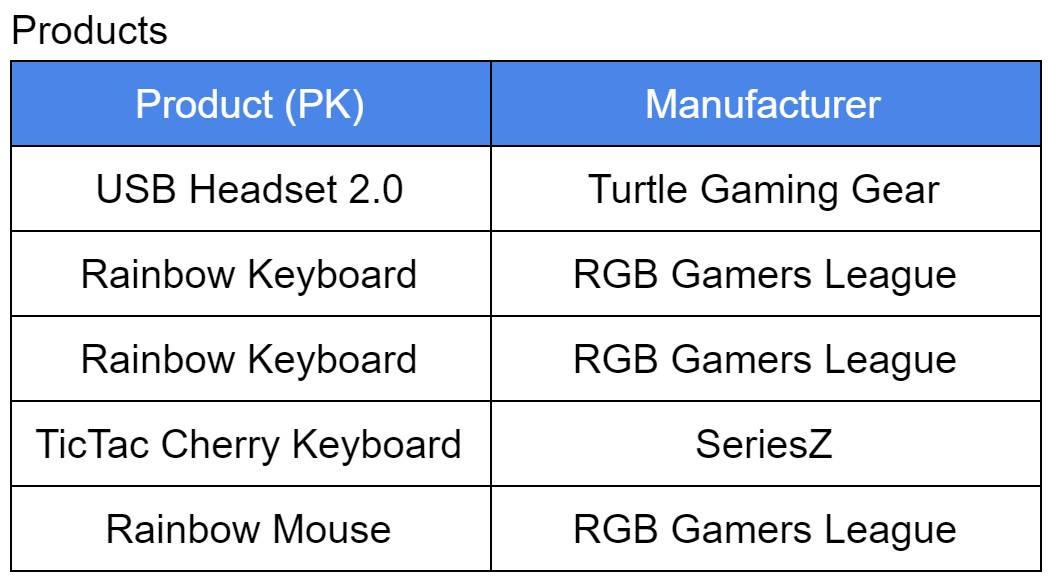 Products
Product (PK) Manufacturer
USB Headset 2.0 Turtle Gaming Gear
Rainbow Keyboard RGB Gamers League
Rainbow Keyboard RGB Gamers League
TicTac Cherry Keyboard SeriesZ
Rainbow Mouse RGB Gamers League